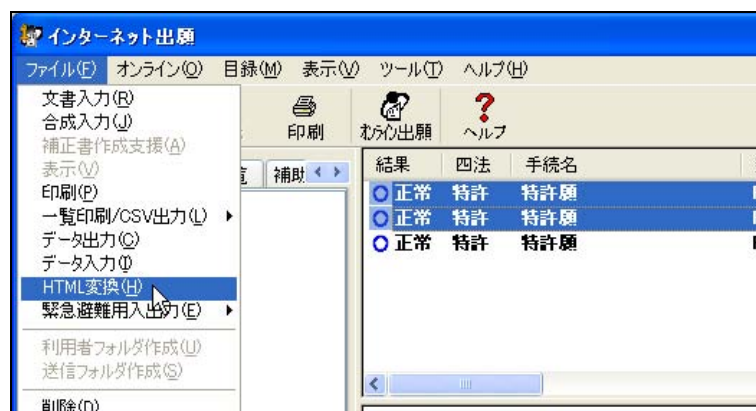 インターネット出願
ファイル(F) オンライン(O) 目録(M) 表示(V) ツール(T) ヘルプ(H)
文書入力(R)
合成入力(J)
補正書作成支援(A)
表示(V)
印刷(P)
一覧印刷/CSV出力(L)
データ出力(O)
データ入力(I)
HTML変換(H)
緊急避難用入出力(E)
利用者フォルダ作成(U)
送信フォルダ作成(S)
削除(D)
印刷 オンライン出願 ヘルプ
補助
結果 四法 手続名
正常 特許 特許願
正常 特許 特許願
正常 特許 特許願